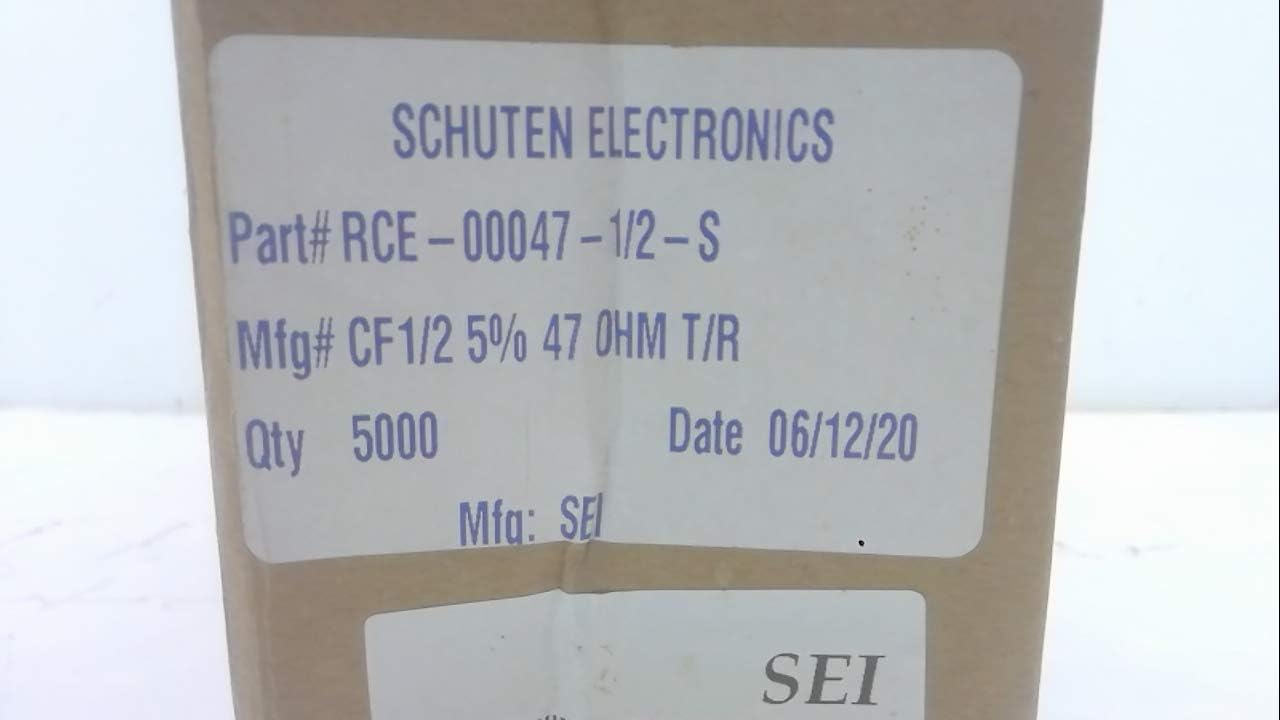 SCHUTEN ELECTRONICS
Part# RCE-00047-1/2-S
Mfg# CF1/2 5% 47 OHM T/R
Qty 5000 Date 06/12/20
Mfg: SEI
SEI